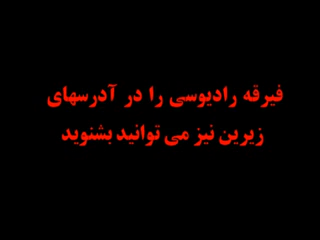 فیرقه رادیوسی را در آدرسهای
زیرین نیز می توانید بشنوید